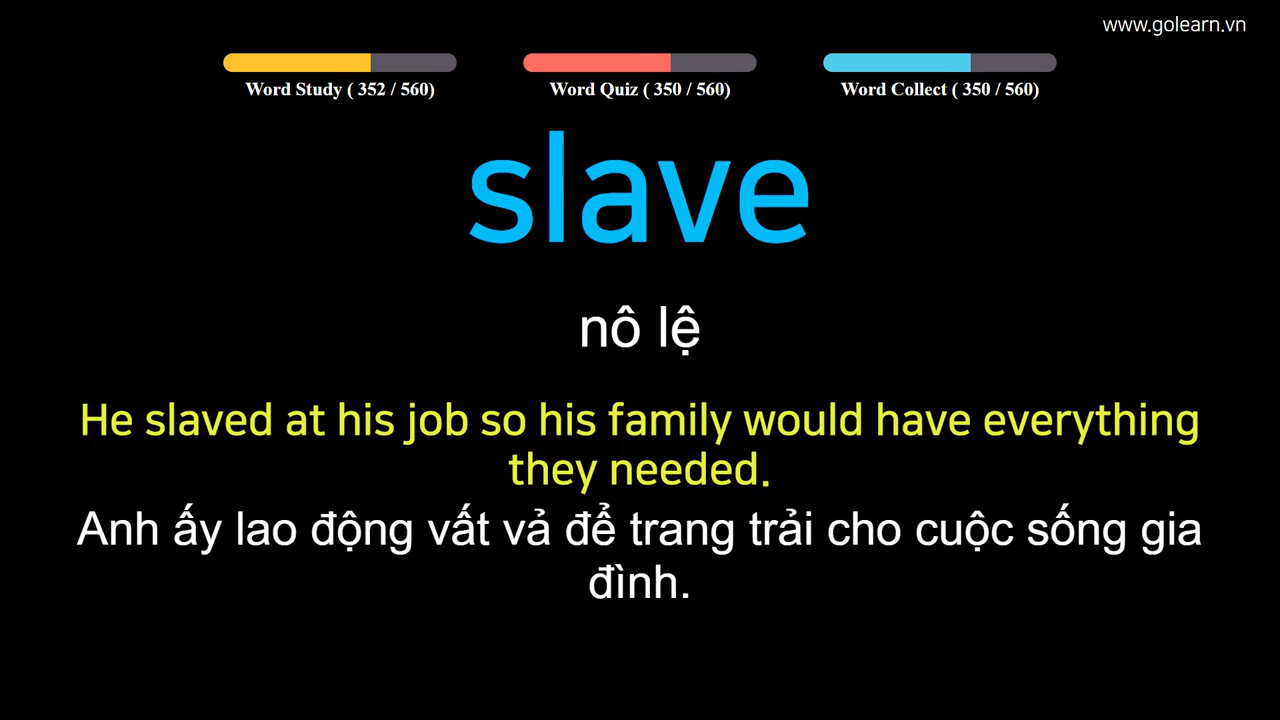 www.golearn.vn
Word Study ( 352 / 560)
Word Quiz ( 350 / 560)
Word Collect ( 350 / 560)
slave
nô lệ
He slaved at his job so his family would have everything
they needed.
Anh ấy lao động vất vả để trang trải cho cuộc sống gia
đình.